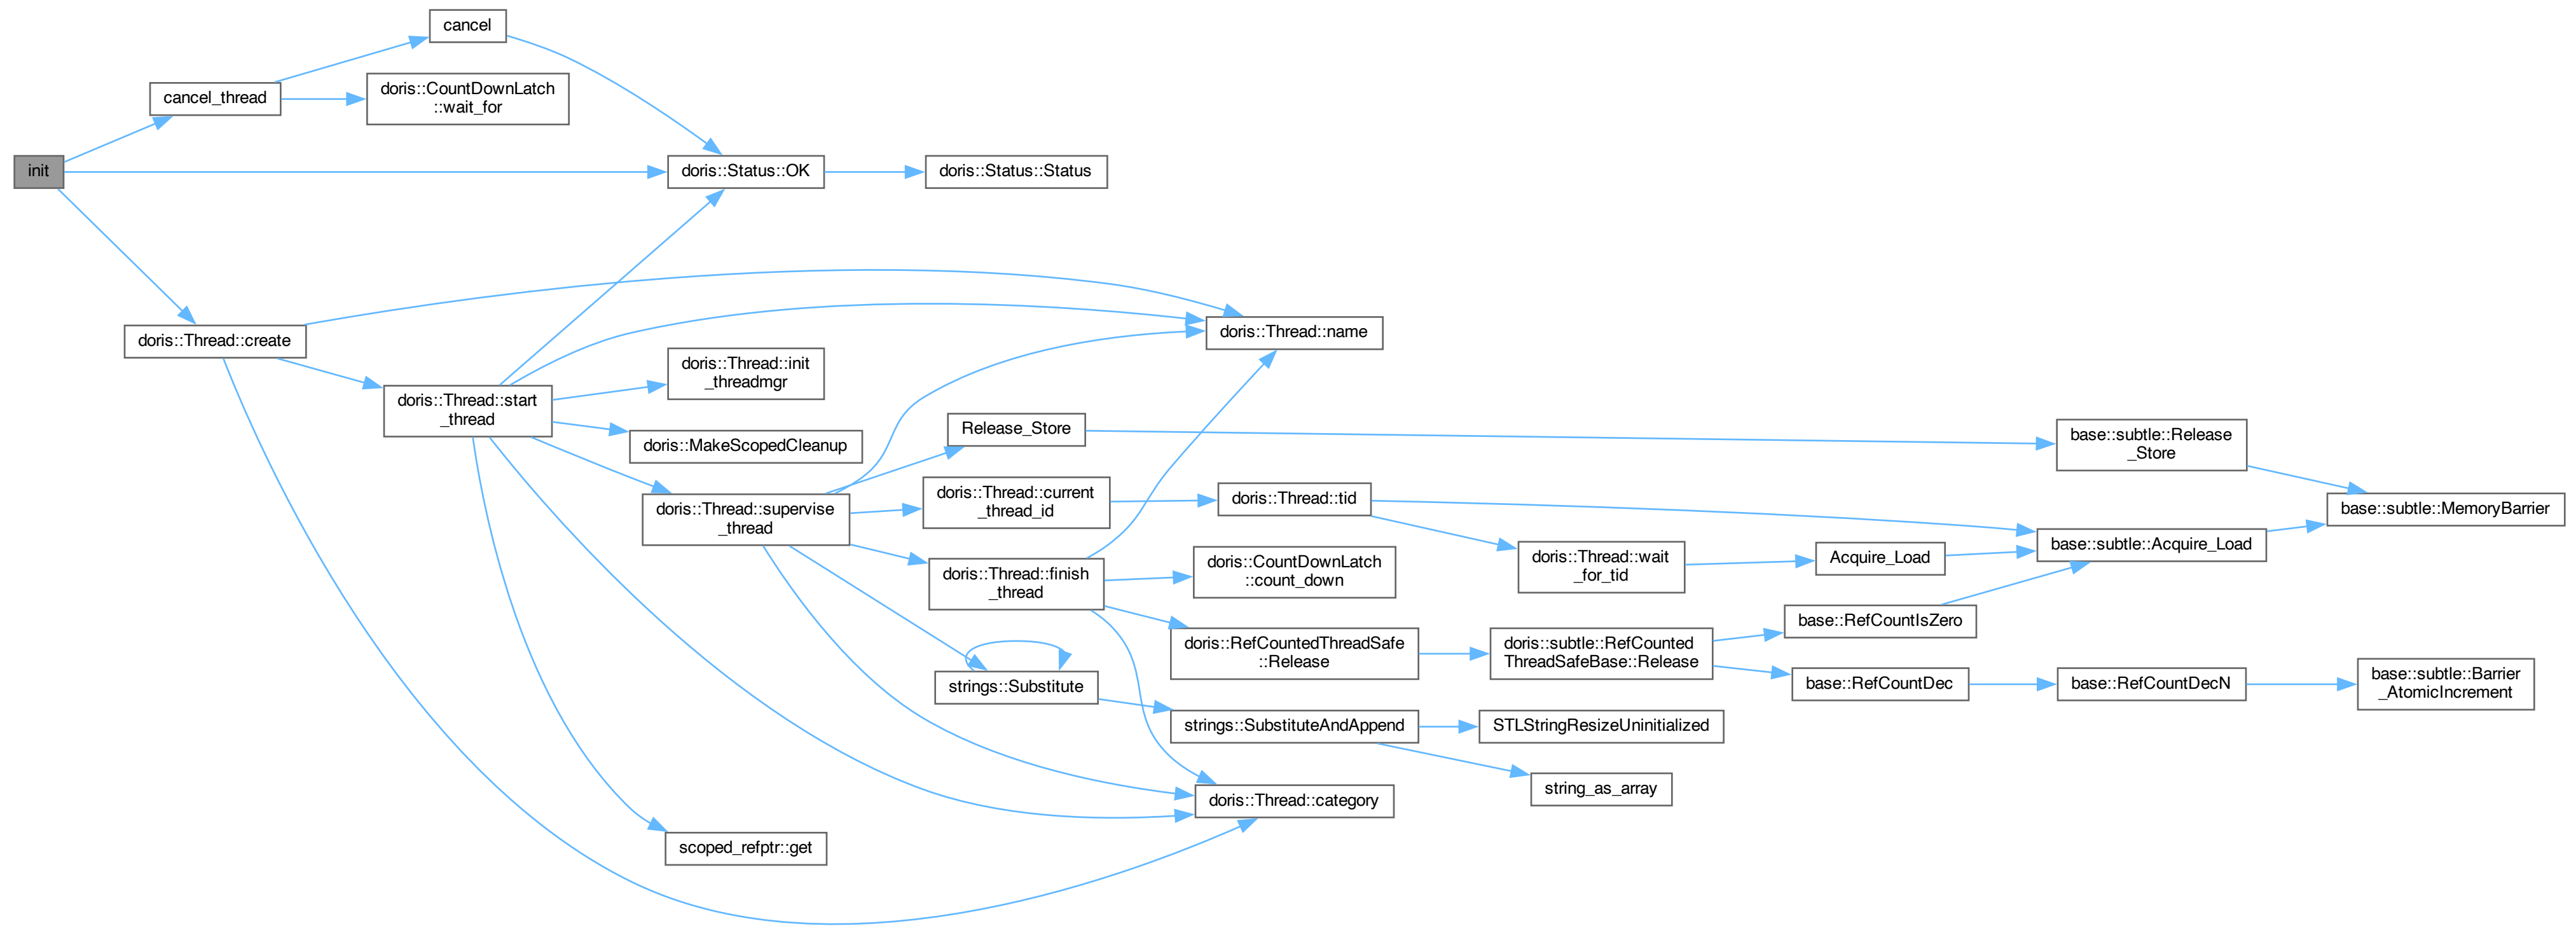 cancel
cancel_thread
doris::CountDownLatch
::wait_for
init
doris::Status::OK
doris::Status::Status
doris::Thread::create
doris::Thread::name
doris::Thread::init
_threadmgr
doris::Thread::start
_thread
doris::MakeScopedCleanup
Release_Store
base::subtle::Release
_Store
doris::Thread::supervise
_thread
doris::Thread::current
_thread_id
doris::Thread::tid
base::subtle::MemoryBarrier
doris::Thread::wait
_for_tid
Acquire_Load
base::subtle::Acquire_Load
doris::Thread::finish
_thread
doris::CountDownLatch
::count_down
base::RefCountIsZero
doris::RefCountedThreadSafe
::Release
doris::subtle::RefCounted
ThreadSafeBase::Release
base::RefCountDec
base::RefCountDecN
base::subtle::Barrier
_AtomicIncrement
strings::Substitute
strings::SubstituteAndAppend
STLStringResizeUninitialized
string_as_array
doris::Thread::category
scoped_refptr::get